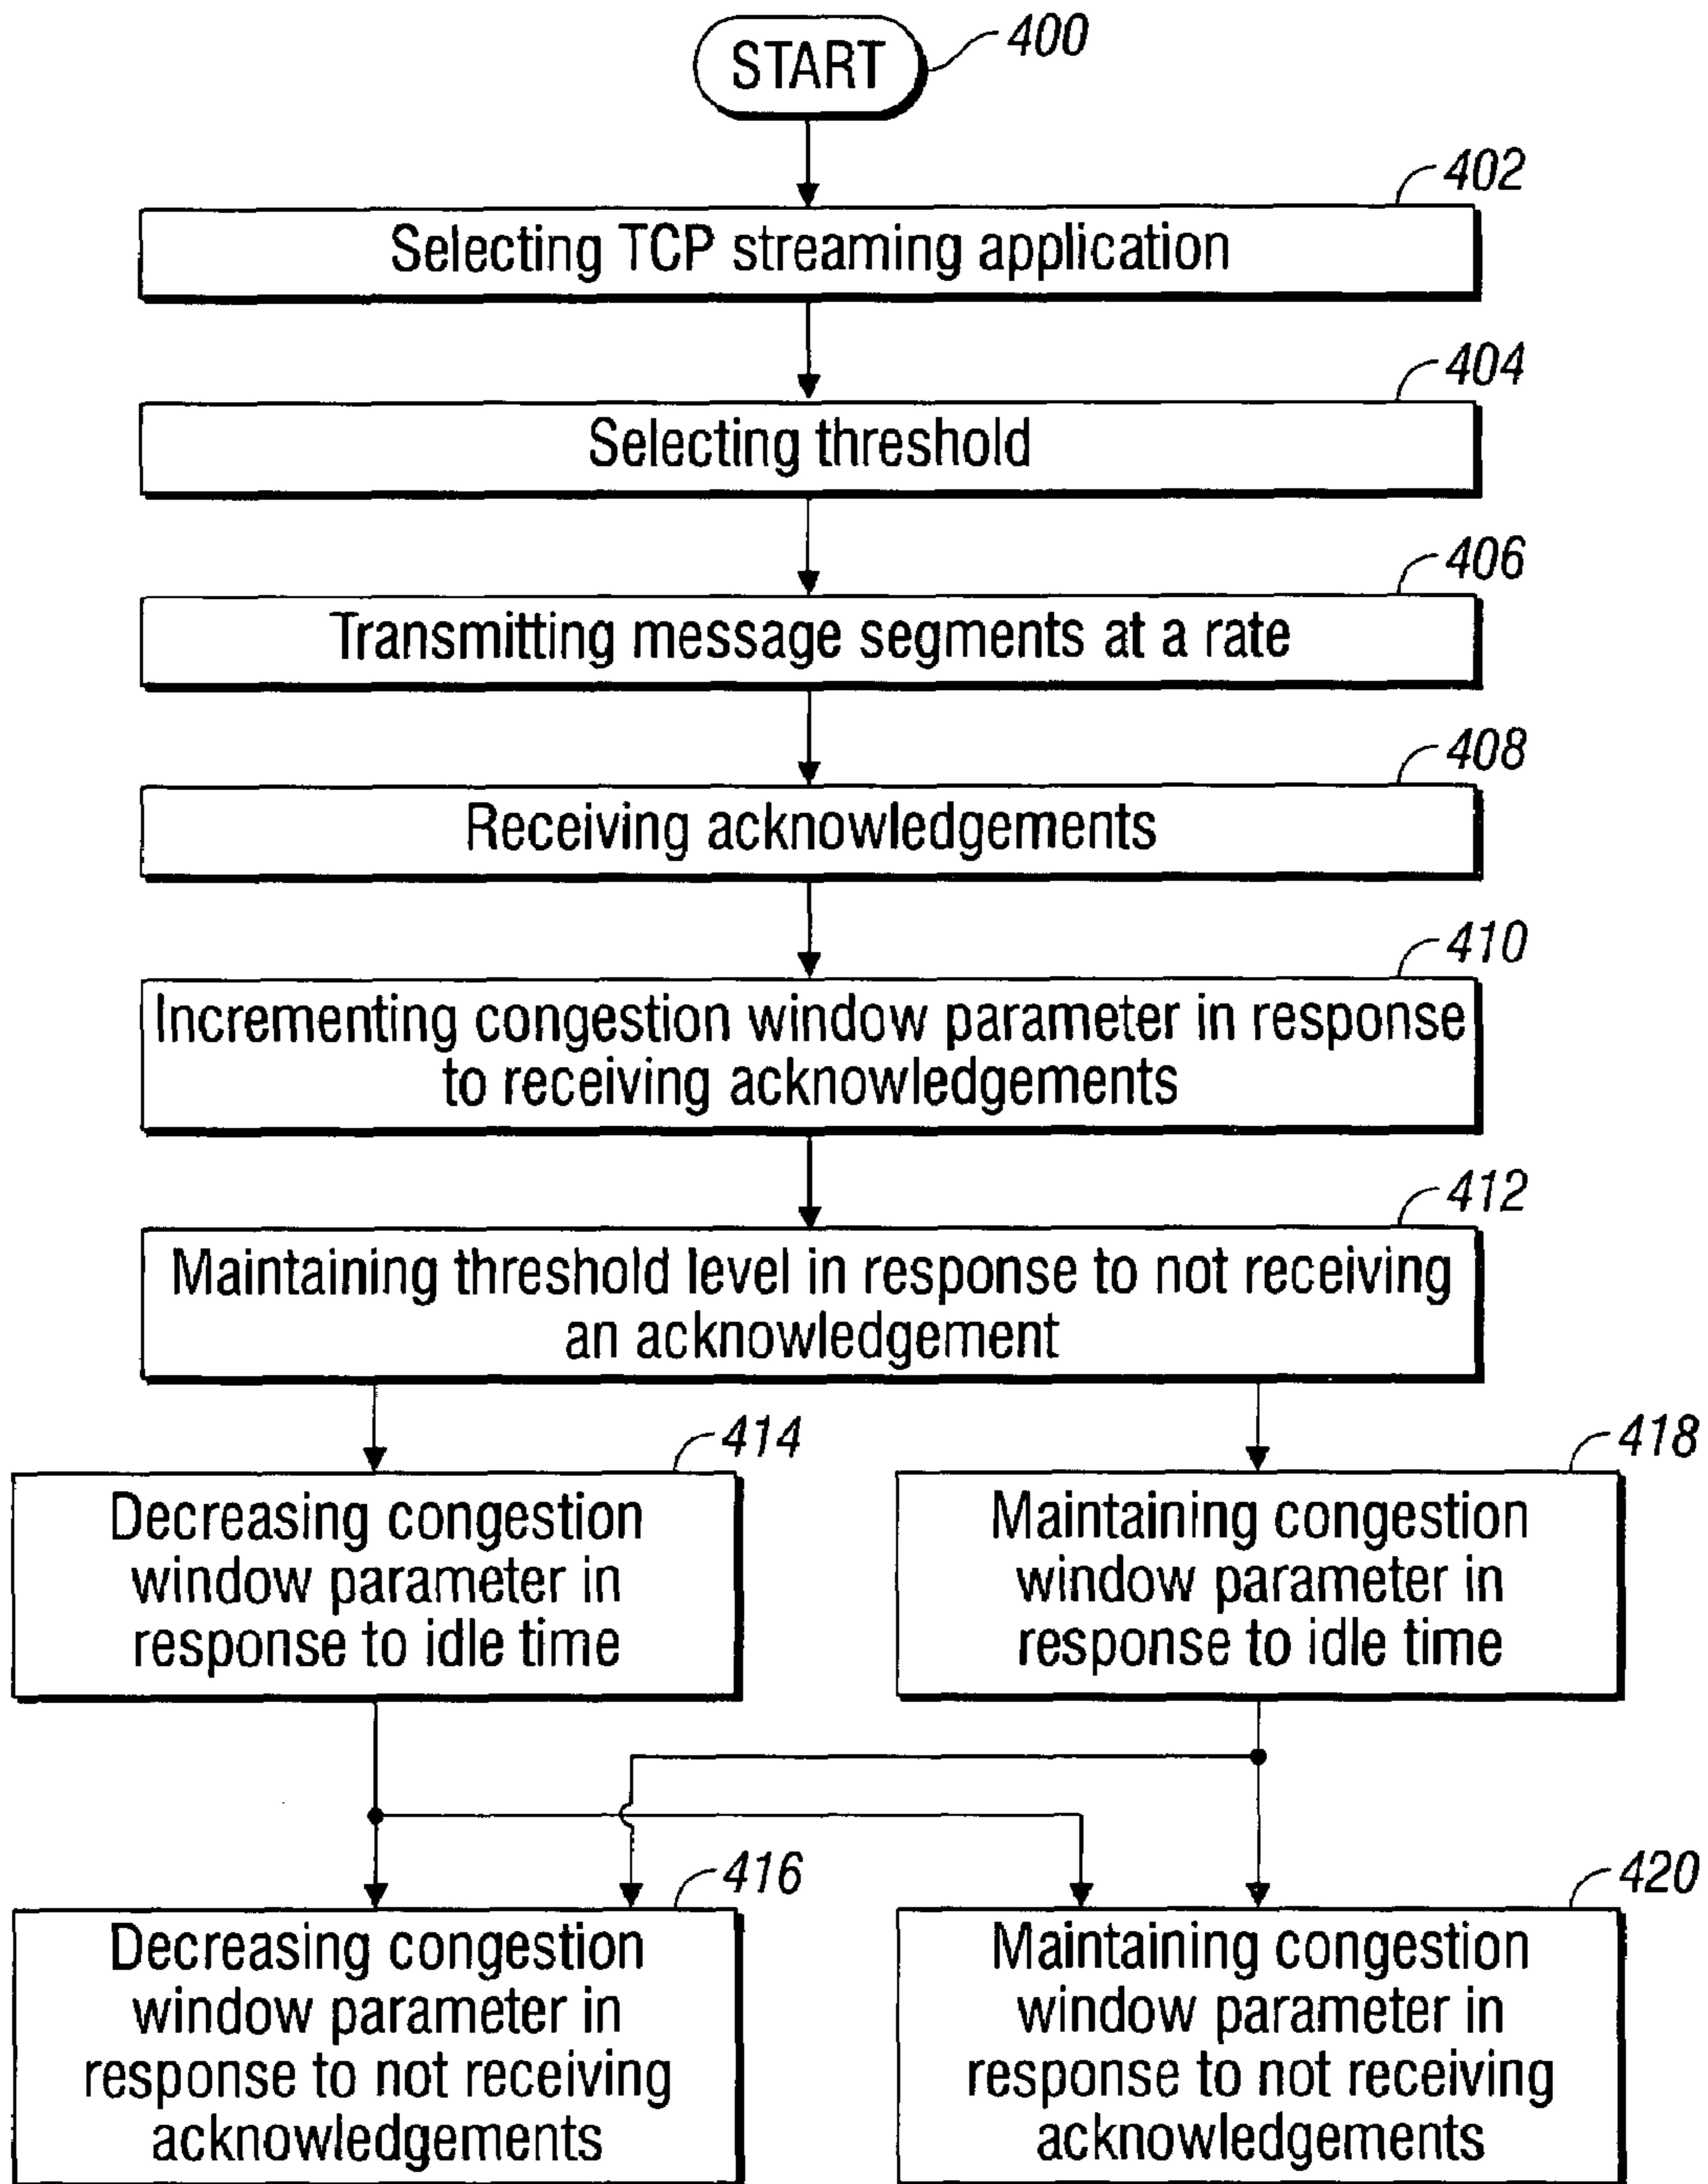 START
400
402
Selecting TCP streaming application
404
Selecting threshold
406
Transmitting message segments at a rate
408
Receiving acknowledgements
410
Incrementing congestion window parameter in response
to receiving acknowledgements
412
Maintaining threshold level in response to not receiving
an acknowledgement
414
Decreasing congestion
window parameter in
response to idle time
418
Maintaining congestion
window parameter in
response to idle time
416
Decreasing congestion
window parameter in
response to not receiving
acknowledgements
420
Maintaining congestion
window parameter in
response to not receiving
acknowledgements